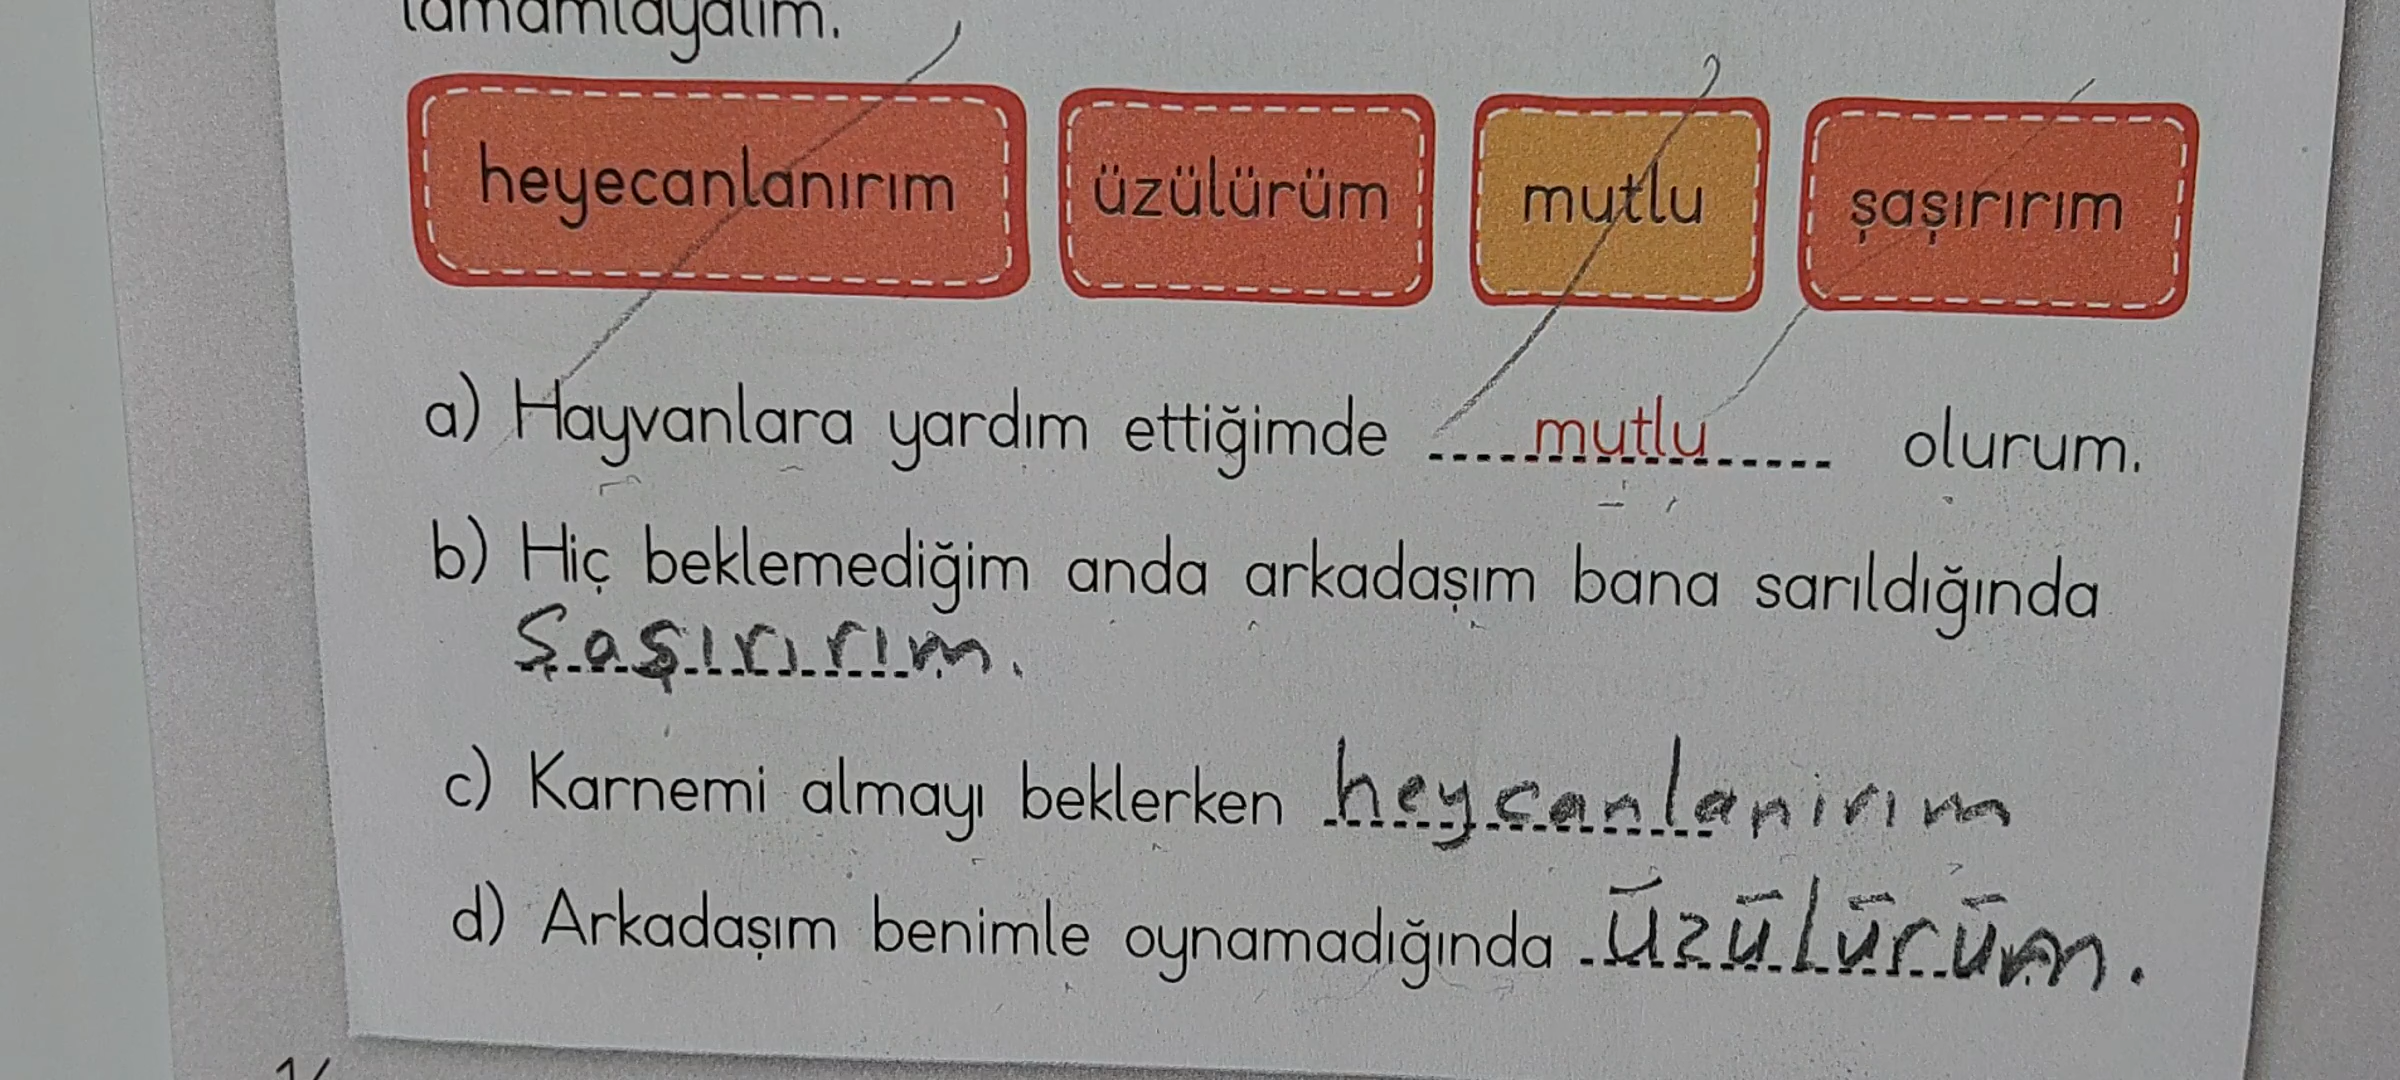 tamamlayalım.
heyecanlanırım üzülürüm mutlu şaşırırım
a) Hayvanlara yardım ettiğimde mutlu olurum.
b) Hiç beklemediğim anda arkadaşım bana sarıldığında
Şaşırırım.
c) Karnemi almayı beklerken heycanlanirım
d) Arkadaşım benimle oynamadığında üzülürüm.